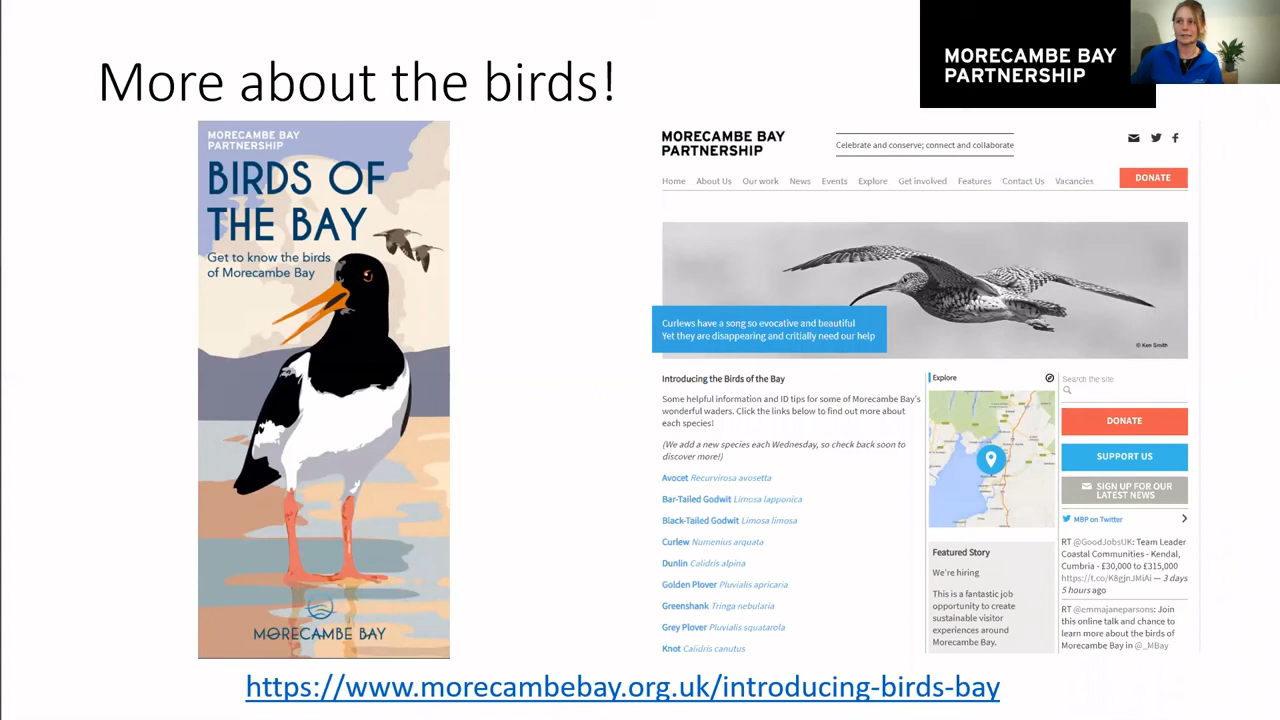 More about the birds!
MORECAMBE BAY
PARTNERSHIP
MORECAMBE BAY
PARTNERSHIP
BIRDS OF
THE BAY
Get to know the birds
of Morecambe Bay
MORECAMBE BAY
MORECAMBE BAY
PARTNERSHIP
Celebrate and conserve; connect and collaborate
Home About Us Our work News Events Explore Get involved Features Contact Us Vacancies
DONATE
Curlews have a song so evocative and beautiful
Yet they are disappearing and critially need our help
© Ken Smith
Introducing the Birds of the Bay
Some helpful information and ID tips for some of Morecambe Bay's
wonderful waders. Click the links below to find out more about
each species!
(We add a new species each Wednesday, so check back soon to
discover more!)
Avocet Recurvirosa avosetta
Bar-Tailed Godwit Limosa lapponica
Black-Tailed Godwit Limosa limosa
Curlew Numenius arquata
Dunlin Calidris alpina
Golden Plover Pluvialis apricaria
Greenshank Tringa nebularia
Grey Plover Pluvialis squatarola
Knot Calidris canutus
Explore
Featured Story
We're hiring
This is a fantastic job
opportunity to create
sustainable visitor
experiences around
Morecambe Bay.
Search the site
DONATE
SUPPORT US
SIGN UP FOR OUR
LATEST NEWS
MBP on Twitter
RT @GoodJobsUK: Team Leader
Coastal Communities - Kendal,
Cumbria - £30,000 to £315,000
https://t.co/K8gjnJMiAi — 3 days
5 hours ago
RT @emmajaneparsons: Join
this online talk and chance to
learn more about the birds of
Morecambe Bay in @_MBay
https://www.morecambebay.org.uk/introducing-birds-bay